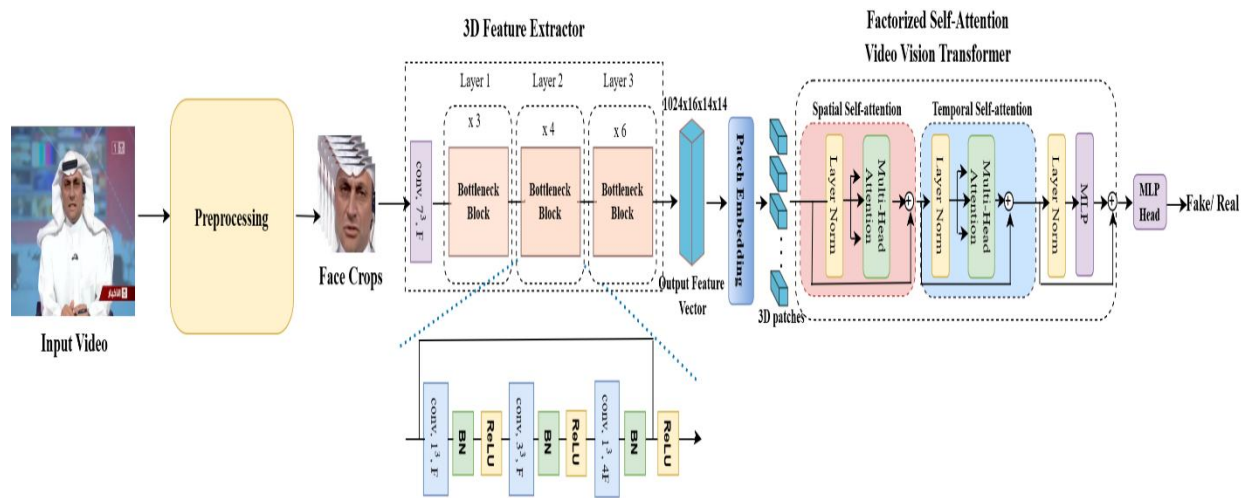 3D Feature Extractor
Factorized Self-Attention
Video Vision Transformer
Layer 1
Layer 2
Layer 3
x 3
x 4
x 6
1024x16x14x14
Spatial Self-attention
Temporal Self-attention
Preprocessing
conv. 7³, F
Bottleneck
Block
Bottleneck
Block
Bottleneck
Block
Patch Embedding
Layer Norm
Multi-Head
Attention
+
Layer Norm
Multi-Head
Attention
+
Layer Norm
MLP
+
MLP
Head
Fake/ Real
Face Crops
Output Feature
Vector
3D patches
Input Video
conv. 1³, F
BN
ReLU
conv. 3³, F
BN
ReLU
conv. 1³, 4F
BN
ReLU